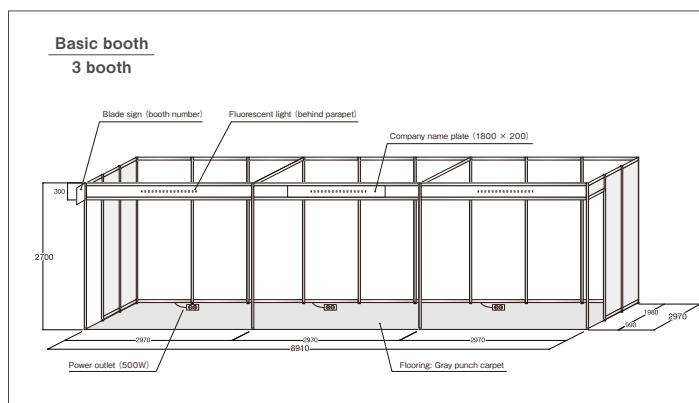 Basic booth
3 booth
Blade sign (booth number)
Fluorescent light (behind parapet)
Company name plate (1800 × 200)
300
2700
1980
2970
990
2970
2970
2970
8910
Power outlet (500W)
Flooring: Gray punch carpet